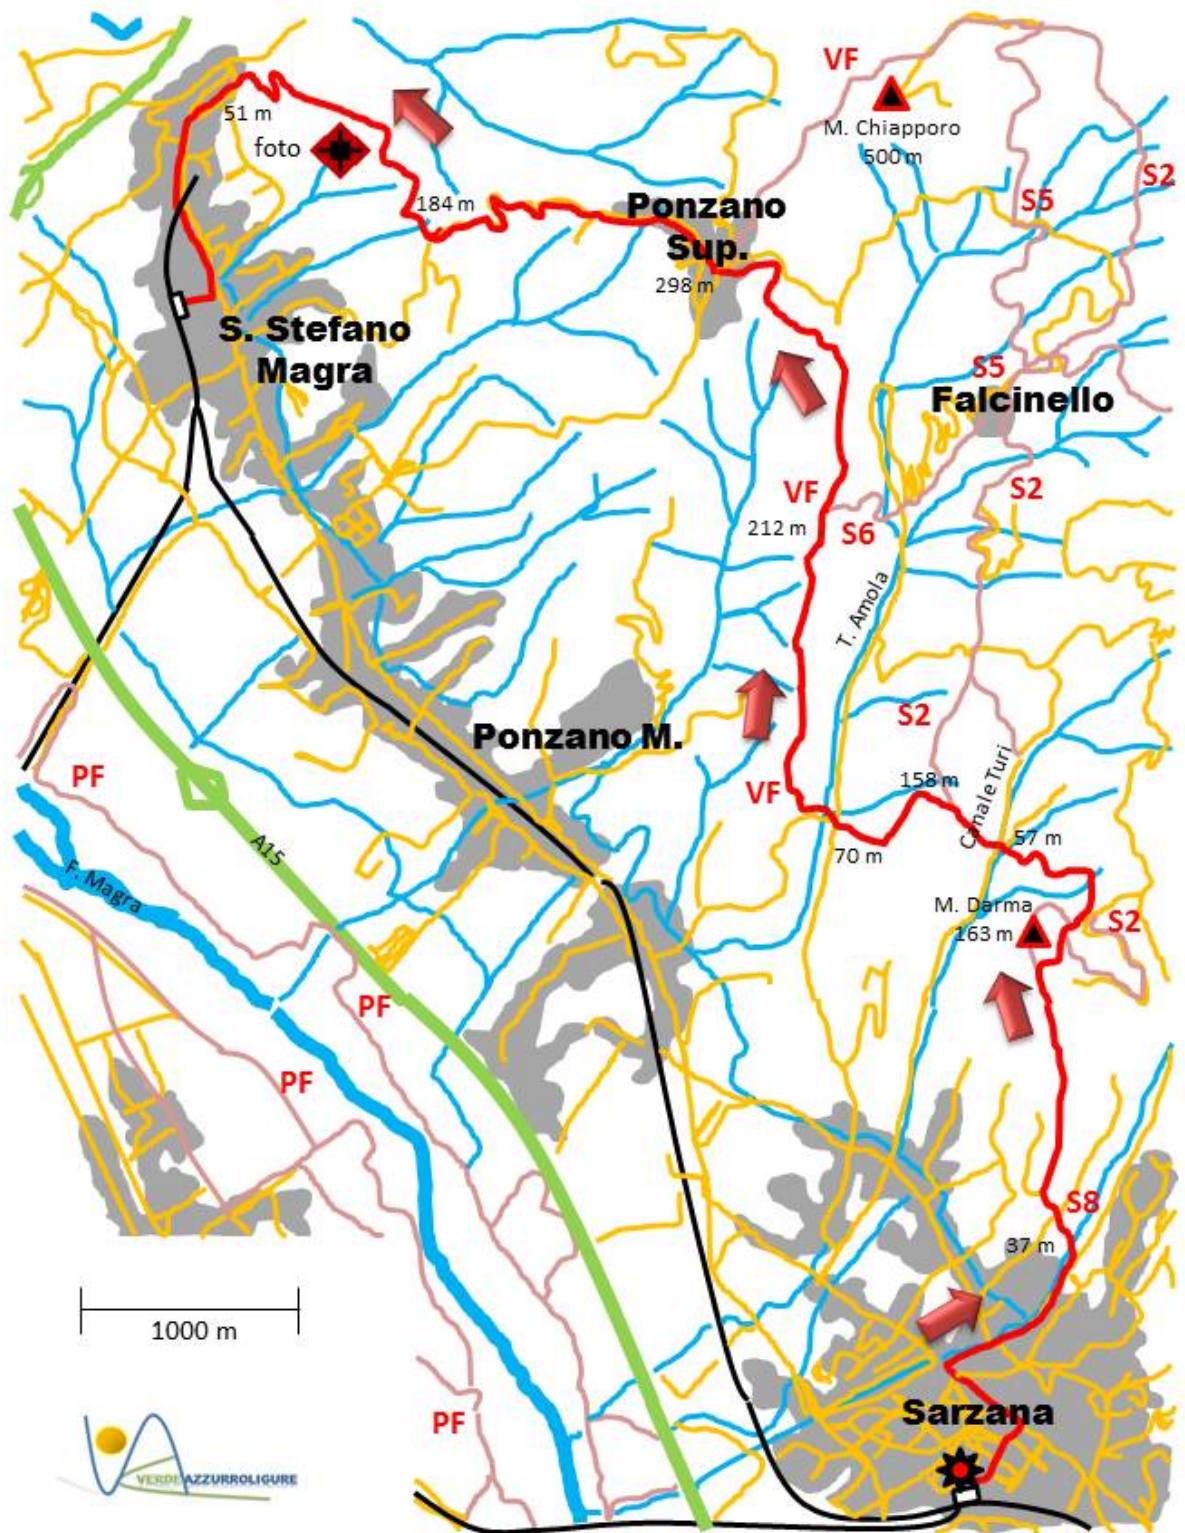 VF
M. Chiapporo
500 m
51 m
foto
S2
S5
184 m
Ponzano
Sup.
298 m
S. Stefano
Magra
S5
Falcinello
VF
S2
212 m
S6
T. Amola
S2
Ponzano M.
PF
VF
158 m
Canale Turi
A15
57 m
70 m
F. Magra
M. Darma
163 m
S2
PF
PF
S8
37 m
1000 m
Sarzana
PF
VERDEAZZURROLIGURE